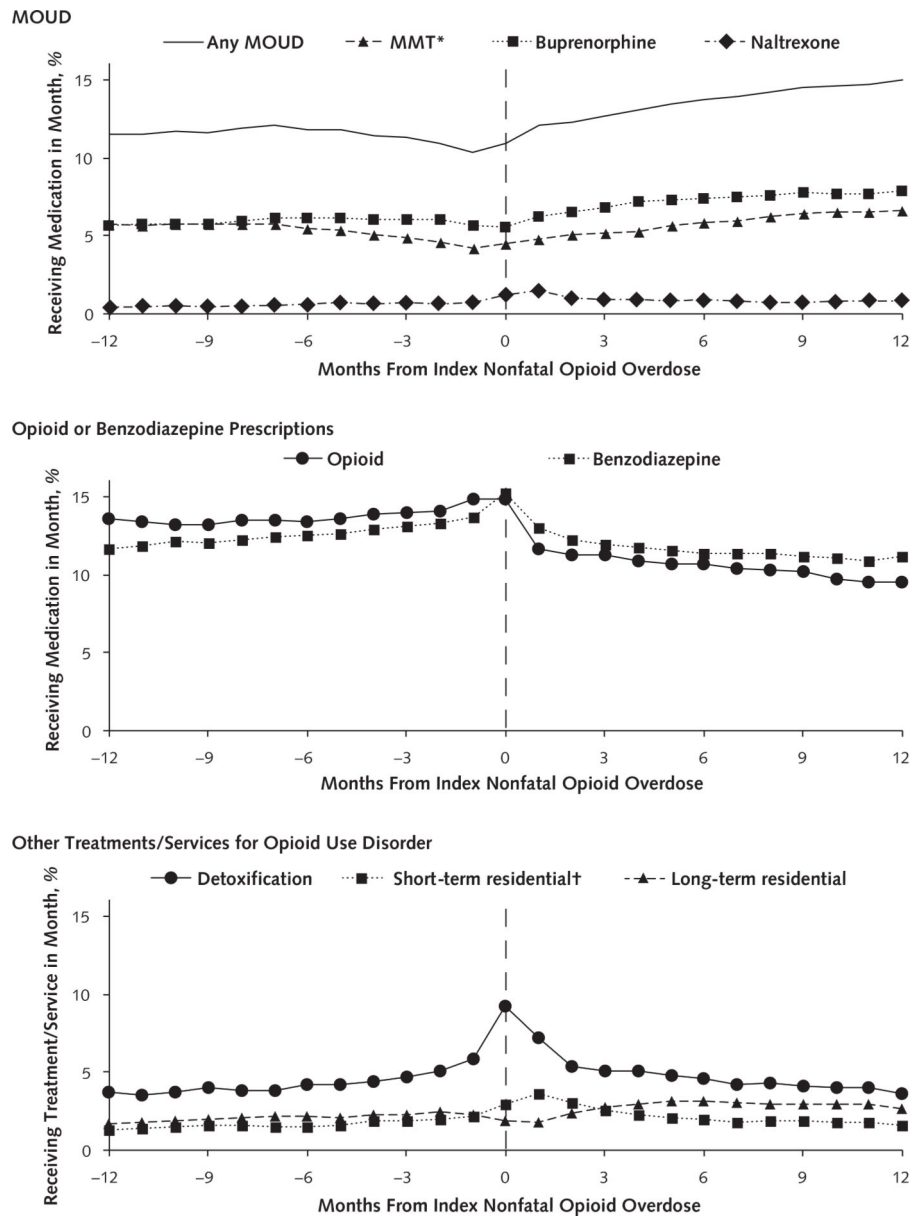 MOUD
Any MOUD MMT* Buprenorphine Naltrexone
Receiving Medication in Month, %
15
10
5
0
–12 –9 –6 –3 0 3 6 9 12
Months From Index Nonfatal Opioid Overdose
Opioid or Benzodiazepine Prescriptions
Opioid Benzodiazepine
Receiving Medication in Month, %
15
10
5
0
–12 –9 –6 –3 0 3 6 9 12
Months From Index Nonfatal Opioid Overdose
Other Treatments/Services for Opioid Use Disorder
Detoxification Short-term residential† Long-term residential
Receiving Treatment/Service in Month, %
15
10
5
0
–12 –9 –6 –3 0 3 6 9 12
Months From Index Nonfatal Opioid Overdose